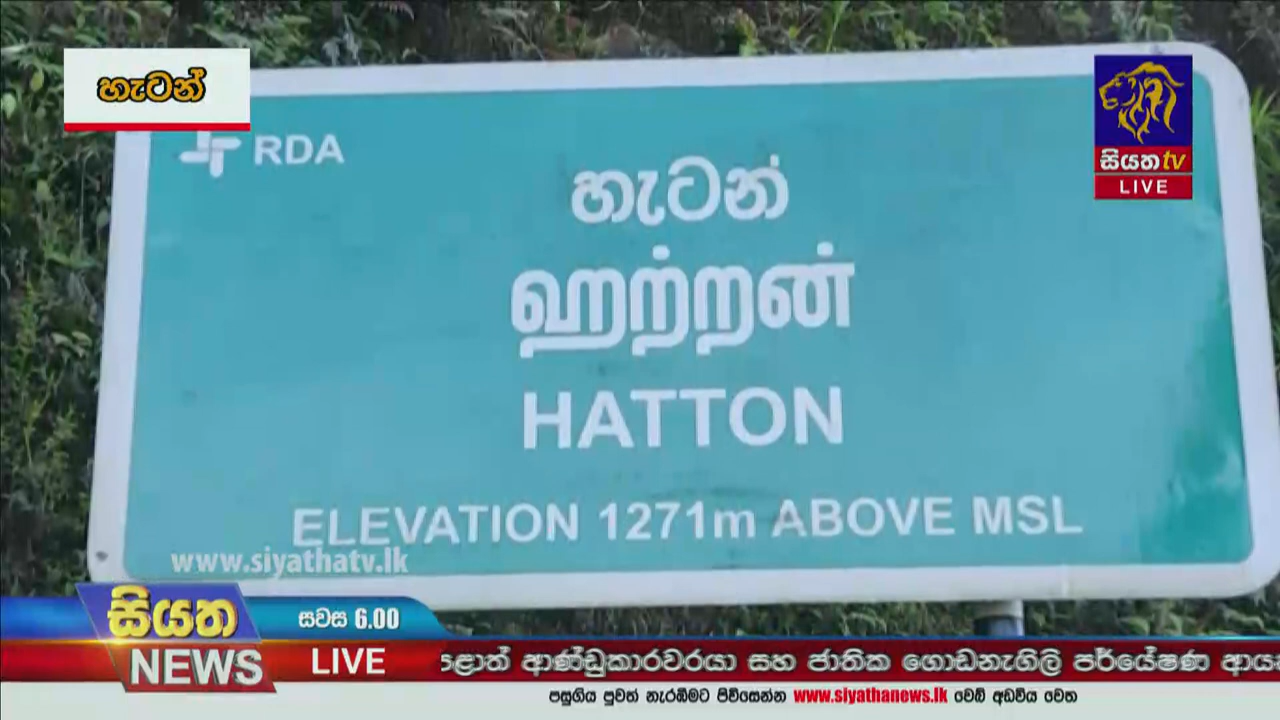 හැටන්
RDA
සියත tv
LIVE
හැටන්
ஹற்றன்
HATTON
ELEVATION 1271m ABOVE MSL
www.siyathatv.lk
සියත
NEWS
සවස 6.00
LIVE
ආණ්ඩුකාරවරයා සහ ජාතික ගොඩනැගිලි පර්යේෂණ
පසුගිය පුවත් නැරඹීමට පිවිසෙන්න www.siyathanews.lk වෙබ් අඩවිය වෙත